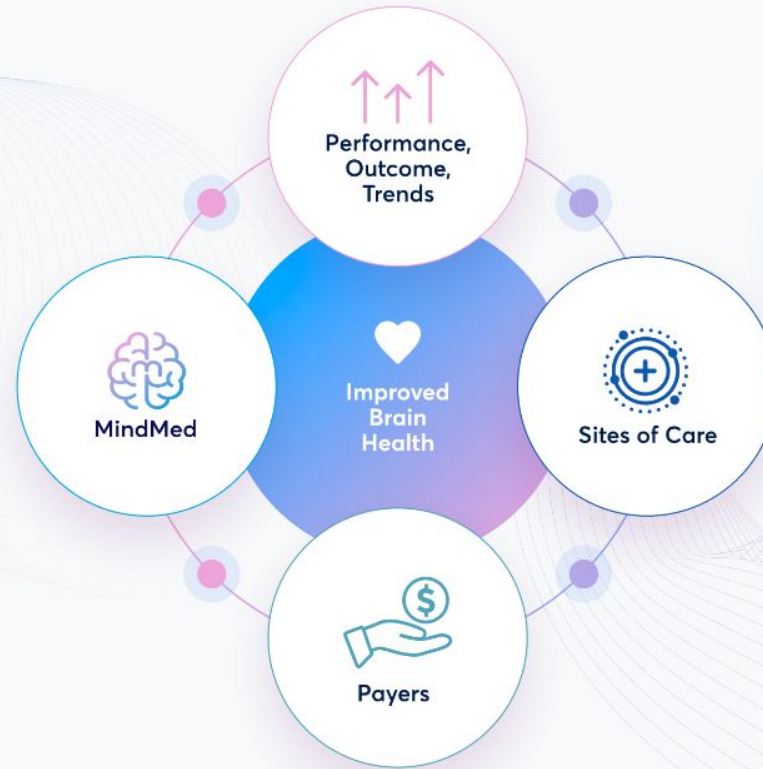 Performance,
Outcome,
Trends
MindMed
Improved
Brain
Health
Sites of Care
$
Payers